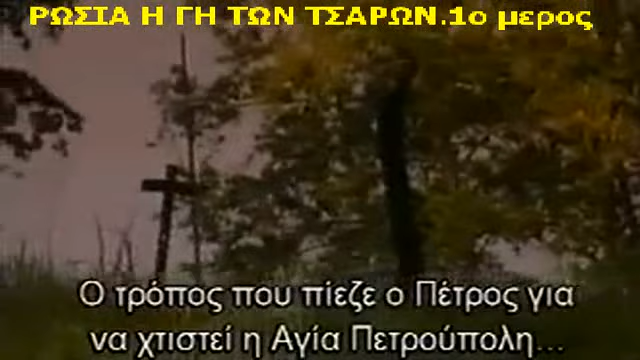 ΡΩΣΙΑ Η ΓΗ ΤΩΝ ΤΣΑΡΩΝ.1ο μερος
Ο τρόπος που πίεζε ο Πέτρος για
να χτιστεί η Αγία Πετρούπολη...